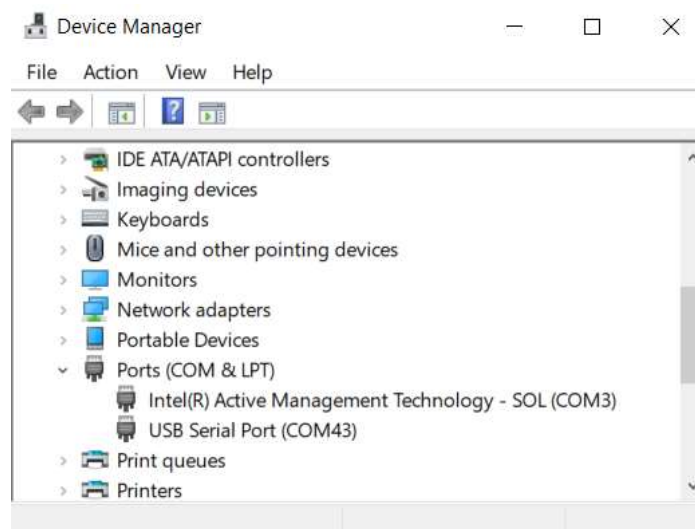 Device Manager
File Action View Help
IDE ATA/ATAPI controllers
Imaging devices
Keyboards
Mice and other pointing devices
Monitors
Network adapters
Portable Devices
Ports (COM & LPT)
Intel(R) Active Management Technology - SOL (COM3)
USB Serial Port (COM43)
Print queues
Printers